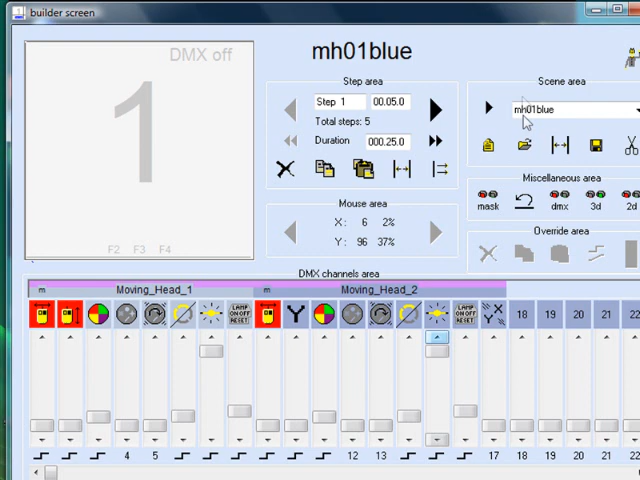 builder screen
DMX off
1
F2 F3 F4
mh01blue
Step area
Step 1 00.05.0
Total steps: 5
Duration 000.25.0
Mouse area
X: 6 2%
Y: 96 37%
Scene area
mh01blue
Miscellaneous area
mask dmx 3d 2d
Override area
DMX channels area
m Moving_Head_1 m Moving_Head_2
LAMP ON OFF RESET Y LAMP ON OFF RESET X Y 18 19 20 21 22
4 5 12 13 17 18 19 20 21 22